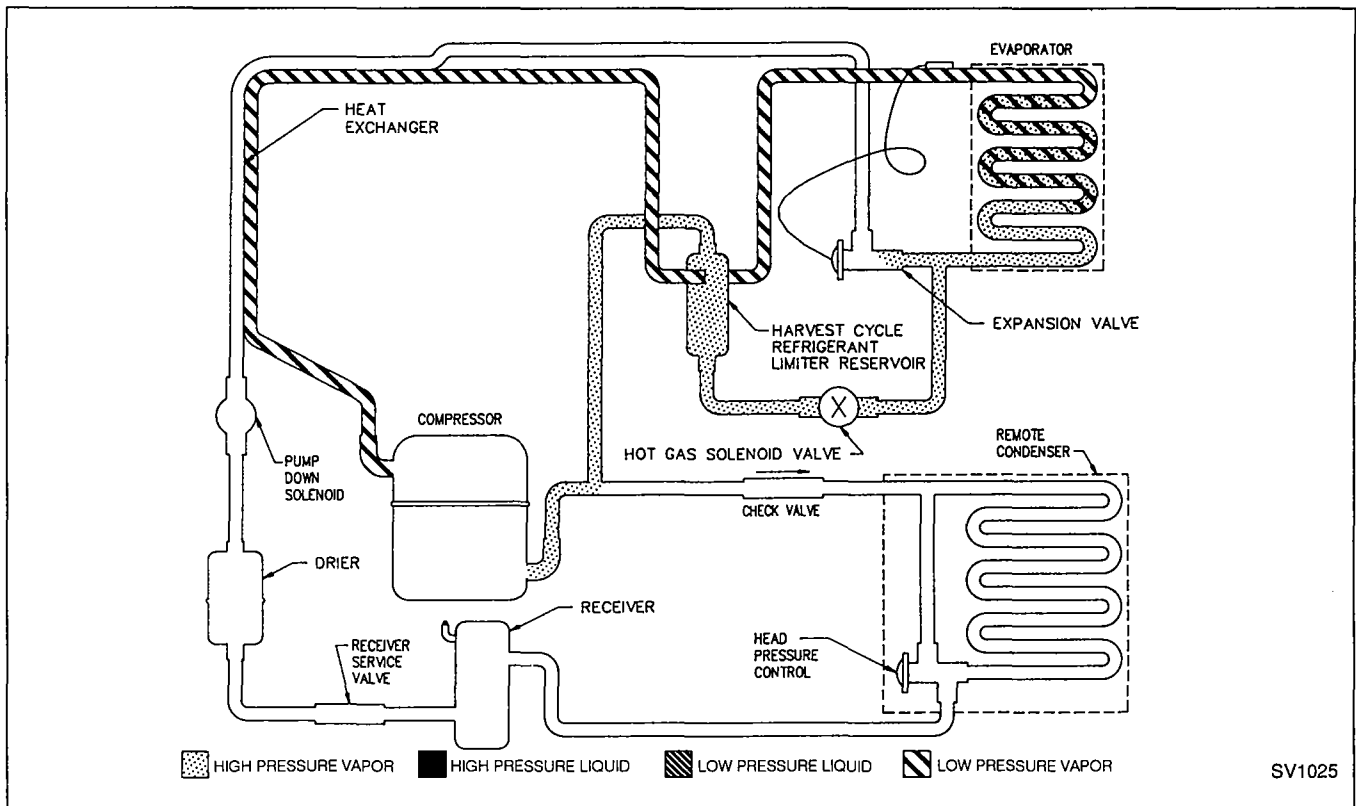 EVAPORATOR
HEAT
EXCHANGER
EXPANSION VALVE
HARVEST CYCLE
REFRIGERANT
LIMITER RESERVOIR
COMPRESSOR
HOT GAS SOLENOID VALVE
REMOTE
CONDENSER
PUMP
DOWN
SOLENOID
X
CHECK VALVE
DRIER
RECEIVER
RECEIVER
SERVICE
VALVE
HEAD
PRESSURE
CONTROL
HIGH PRESSURE VAPOR
HIGH PRESSURE LIQUID
LOW PRESSURE LIQUID
LOW PRESSURE VAPOR
SV1025